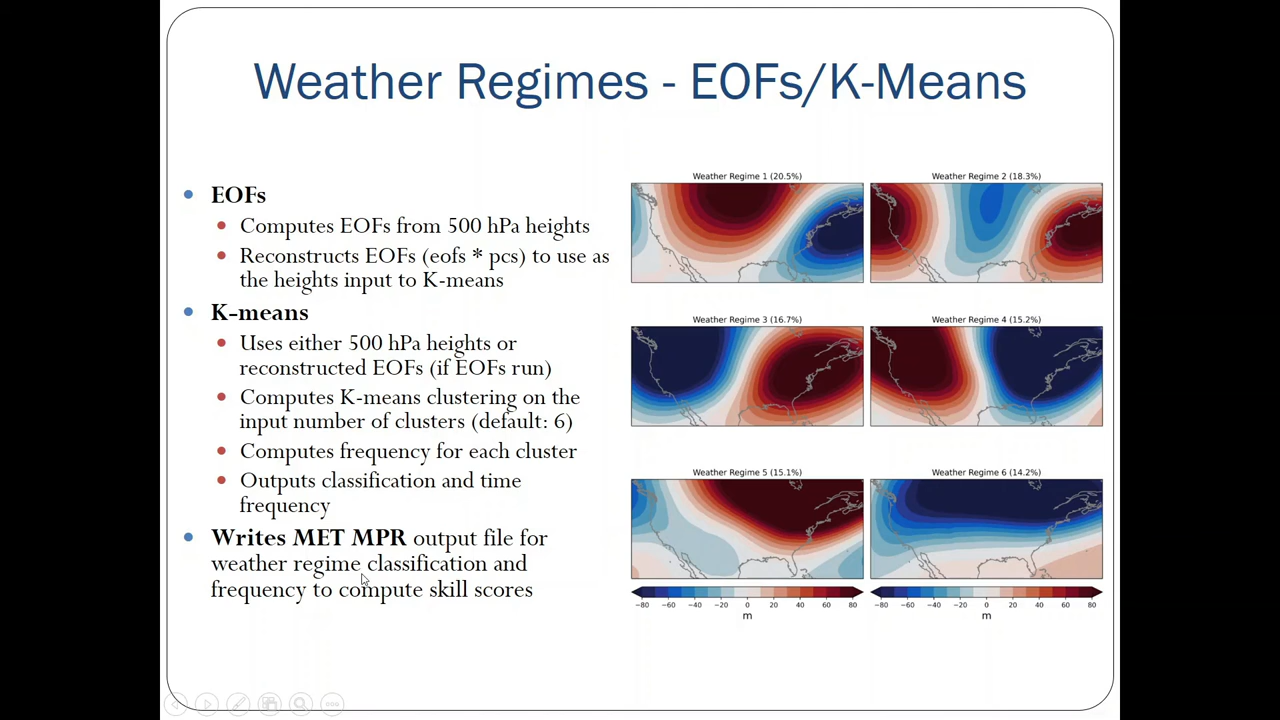 Weather Regimes - EOFs/K-Means
EOFs
Computes EOFs from 500 hPa heights
Reconstructs EOFs (eofs * pcs) to use as
the heights input to K-means
K-means
Uses either 500 hPa heights or
reconstructed EOFs (if EOFs run)
Computes K-means clustering on the
input number of clusters (default: 6)
Computes frequency for each cluster
Outputs classification and time
frequency
Writes MET MPR output file for
weather regime classification and
frequency to compute skill scores
Weather Regime 1 (20.5%)
Weather Regime 2 (18.3%)
Weather Regime 3 (16.7%)
Weather Regime 4 (15.2%)
Weather Regime 5 (15.1%)
Weather Regime 6 (14.2%)
−80 −60 −40 −20 0 20 40 60 80
m
−80 −60 −40 −20 0 20 40 60 80
m